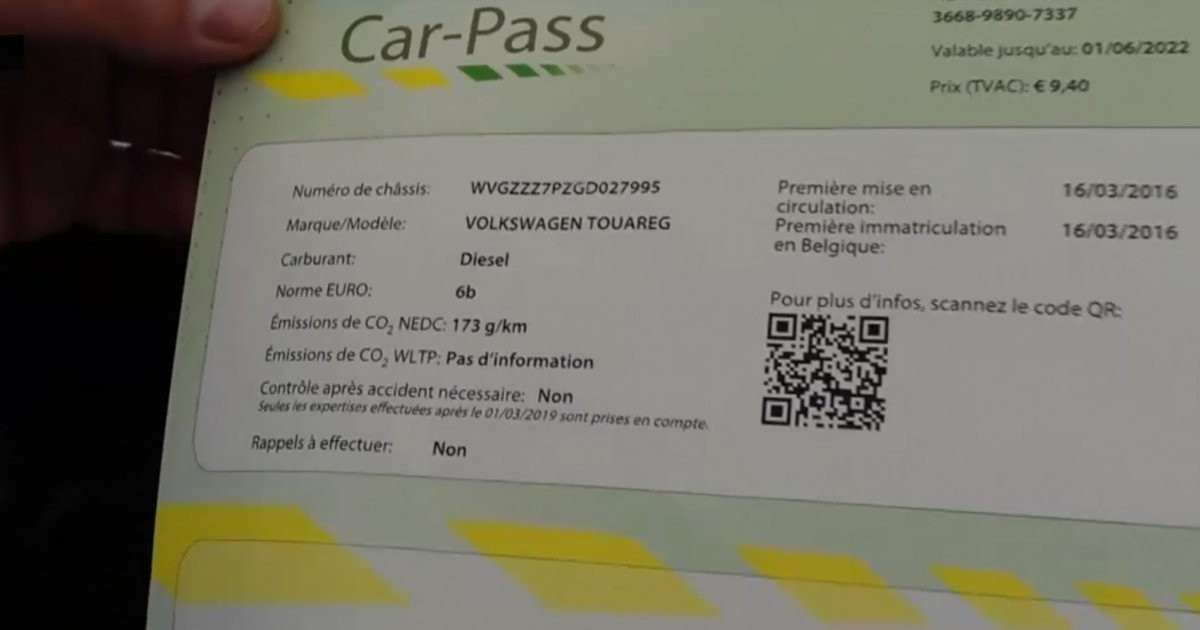 Car-Pass
3668-9890-7337
Valable jusqu'au: 01/06/2022
Prix (TVAC): € 9,40
Numéro de châssis: WVGZZZ7PZGD027995
Marque/Modèle: VOLKSWAGEN TOUAREG
Carburant: Diesel
Norme EURO: 6b
Émissions de CO₂ NEDC: 173 g/km
Émissions de CO₂ WLTP: Pas d'information
Contrôle après accident nécessaire: Non
Seules les expertises effectuées après le 01/03/2019 sont prises en compte.
Rappels à effectuer: Non
Première mise en 16/03/2016
circulation:
Première immatriculation 16/03/2016
en Belgique:
Pour plus d'infos, scannez le code QR: